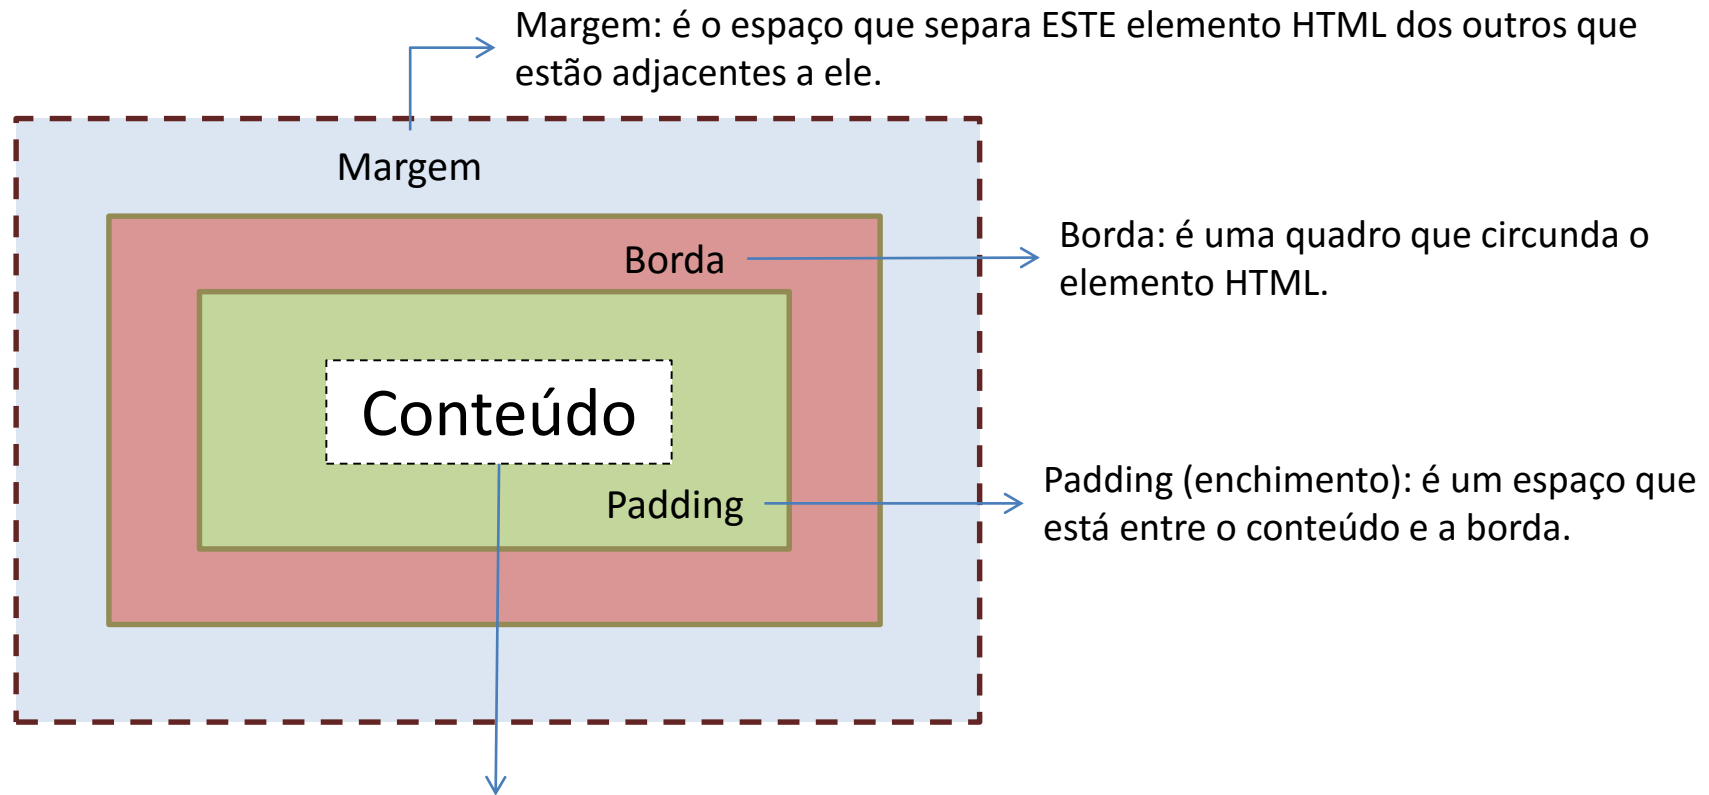 Margem: é o espaço que separa ESTE elemento HTML dos outros que
estão adjacentes a ele.
Margem
Borda
Borda: é uma quadro que circunda o
elemento HTML.
Conteúdo
Padding
Padding (enchimento): é um espaço que
está entre o conteúdo e a borda.